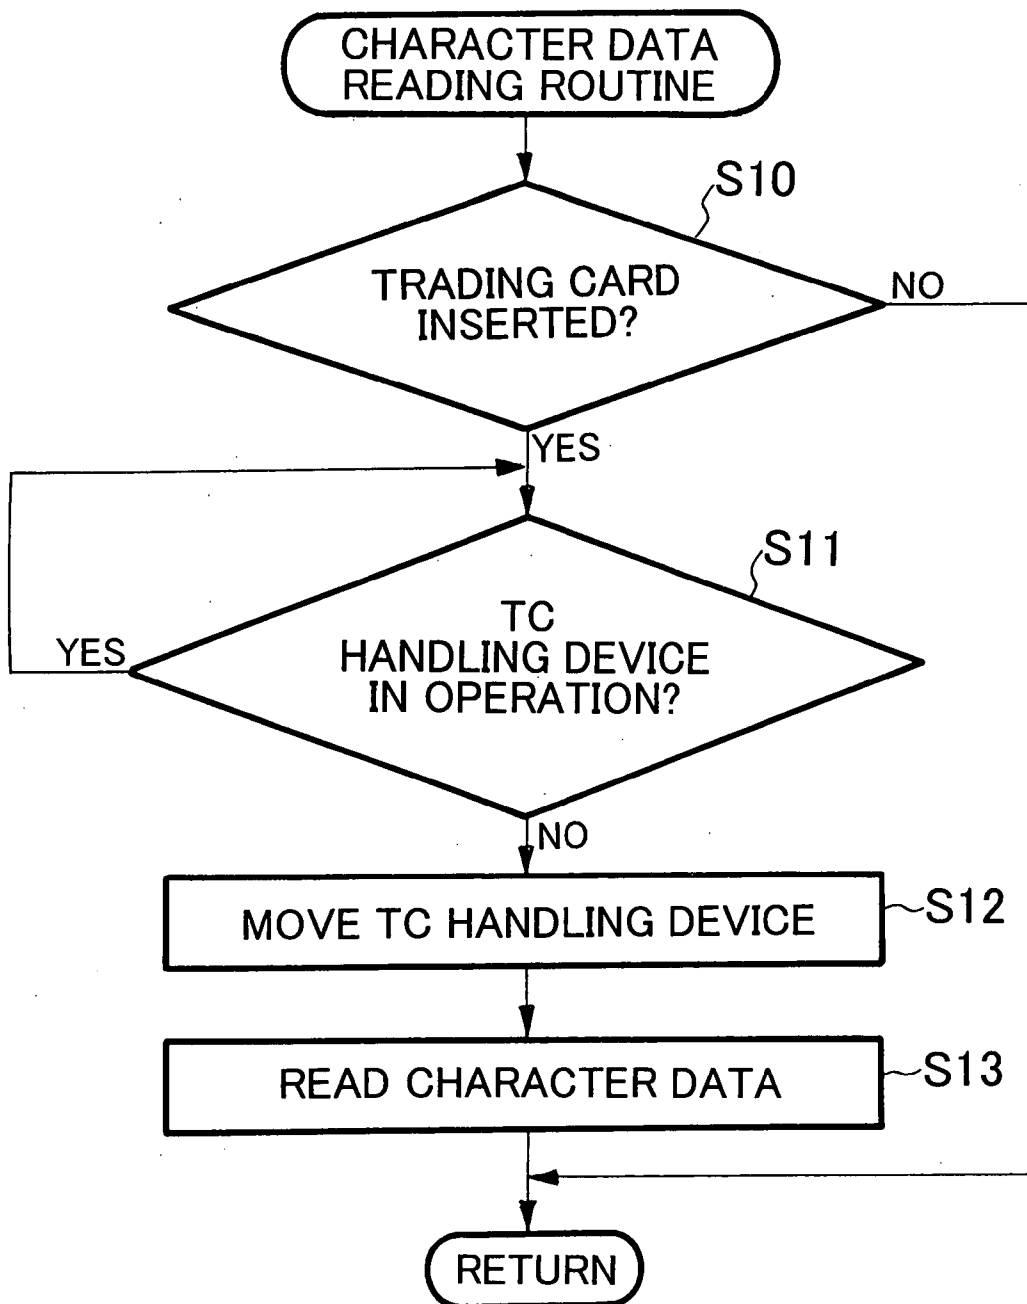 CHARACTER DATA
READING ROUTINE
S10
TRADING CARD
INSERTED?
NO
YES
S11
TC
HANDLING DEVICE
IN OPERATION?
YES
NO
MOVE TC HANDLING DEVICE
S12
READ CHARACTER DATA
S13
RETURN